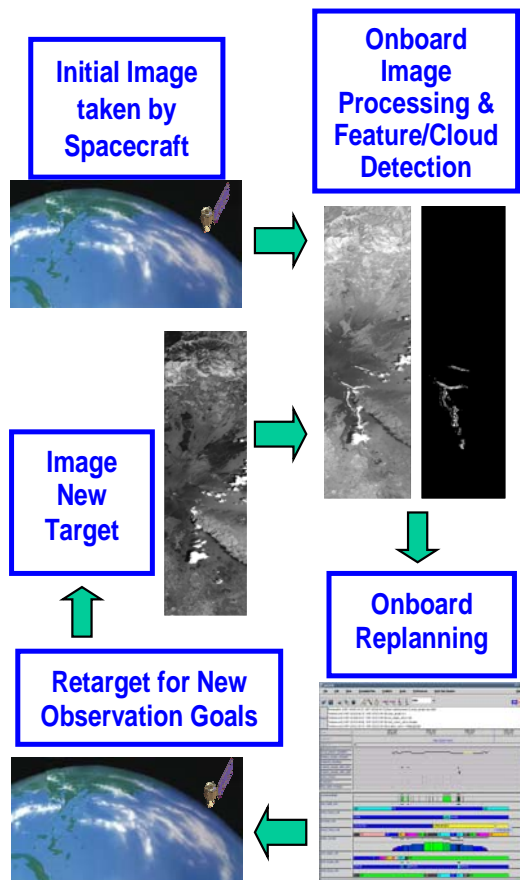 Initial Image
taken by
Spacecraft
Onboard
Image
Processing &
Feature/Cloud
Detection
Image
New
Target
Onboard
Replanning
Retarget for New
Observation Goals